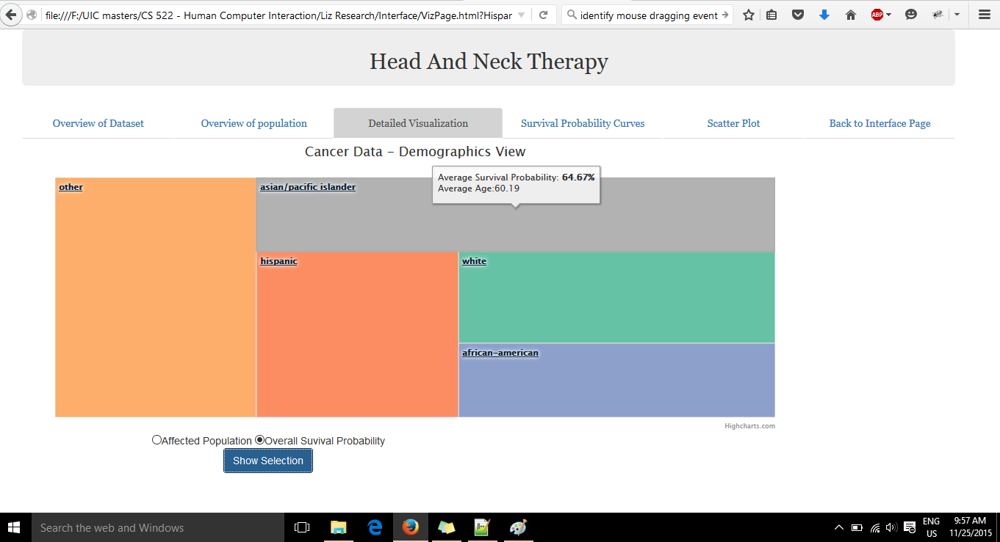 file:///F:/UIC masters/CS 522 - Human Computer Interaction/Liz Research/Interface/VizPage.html?Hispar
identify mouse dragging event
ABP
Head And Neck Therapy
Overview of Dataset
Overview of population
Detailed Visualization
Survival Probability Curves
Scatter Plot
Back to Interface Page
Cancer Data - Demographics View
Average Survival Probability: 64.67%
Average Age:60.19
other
asian/pacific islander
hispanic
white
african-american
Highcharts.com
Affected Population
Overall Suvival Probability
Show Selection
Search the web and Windows
ENG
US
9:57 AM
11/25/2015